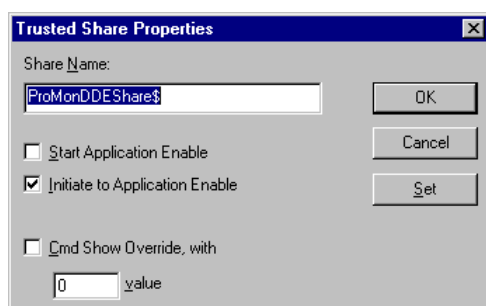 Trusted Share Properties
Share Name:
ProMonDDEShare$
OK
Start Application Enable
Cancel
Initiate to Application Enable
Set
Cmd Show Override, with
0 value